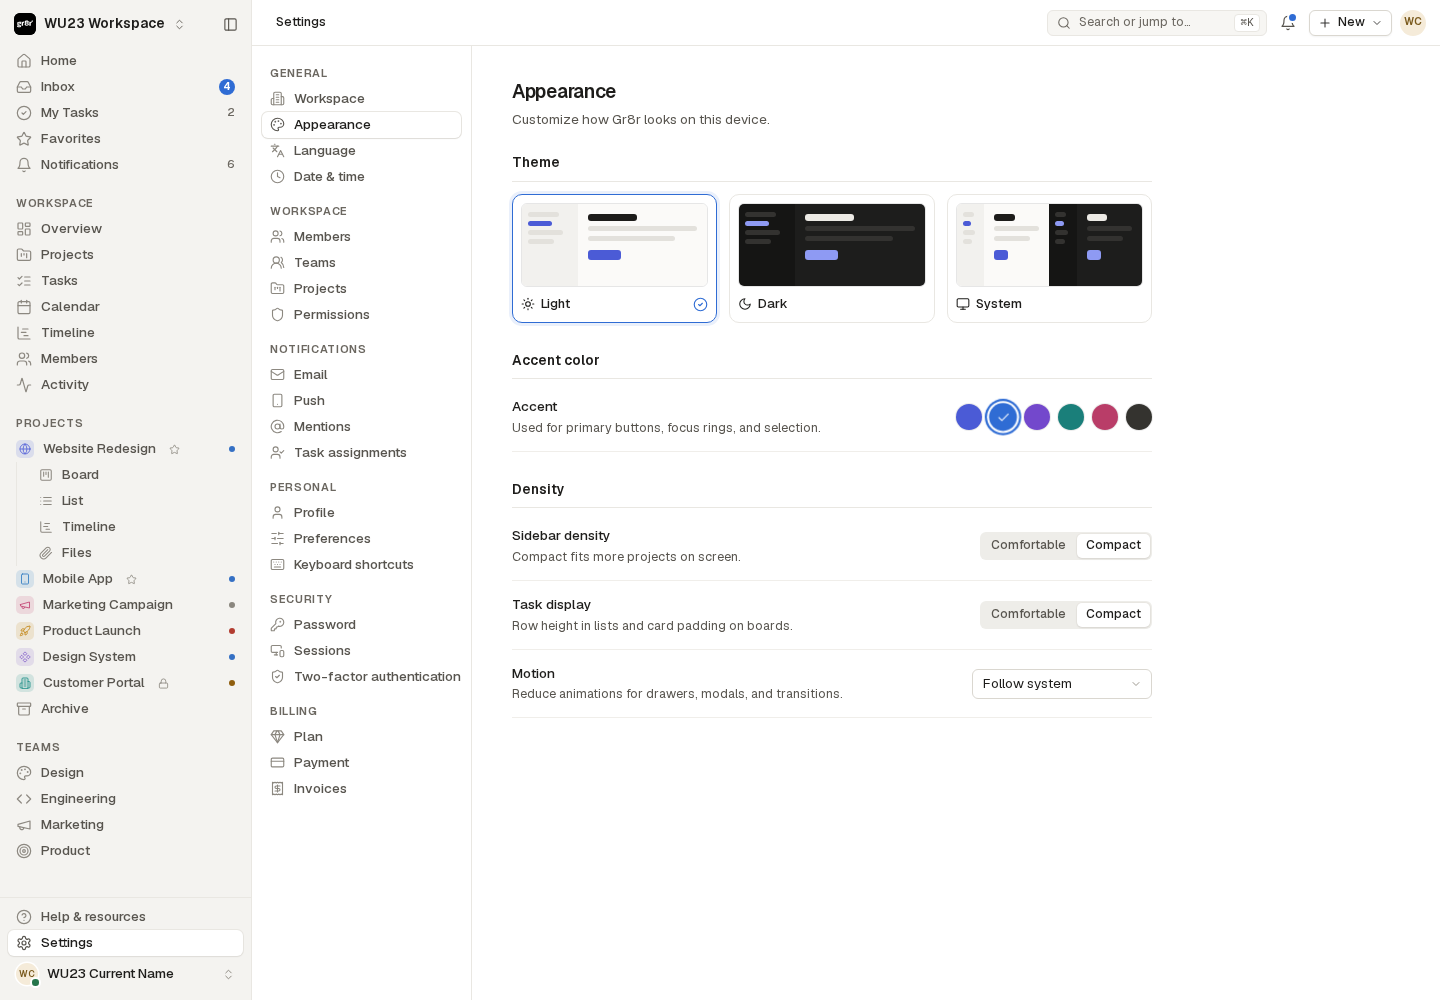 gr8r
WU23 Workspace
Home
Inbox
4
My Tasks
2
Favorites
Notifications
6
WORKSPACE
Overview
Projects
Tasks
Calendar
Timeline
Members
Activity
PROJECTS
Website Redesign
Board
List
Timeline
Files
Mobile App
Marketing Campaign
Product Launch
Design System
Customer Portal
Archive
TEAMS
Design
Engineering
Marketing
Product
Help & resources
Settings
WC
WU23 Current Name
Settings
Search or jump to...
⌘K
New
WC
GENERAL
Workspace
Appearance
Language
Date & time
WORKSPACE
Members
Teams
Projects
Permissions
NOTIFICATIONS
Email
Push
Mentions
Task assignments
PERSONAL
Profile
Preferences
Keyboard shortcuts
SECURITY
Password
Sessions
Two-factor authentication
BILLING
Plan
Payment
Invoices
Appearance
Customize how Gr8r looks on this device.
Theme
Light
Dark
System
Accent color
Accent
Used for primary buttons, focus rings, and selection.
Density
Sidebar density
Compact fits more projects on screen.
Comfortable
Compact
Task display
Row height in lists and card padding on boards.
Comfortable
Compact
Motion
Reduce animations for drawers, modals, and transitions.
Follow system